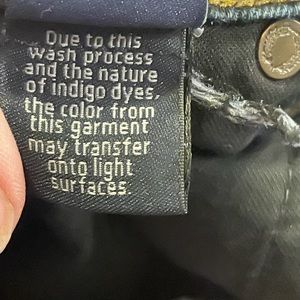 Due to this
wash process
and the nature
of indigo dyes,
the color from
this garment
may transfer
onto light
surfaces.